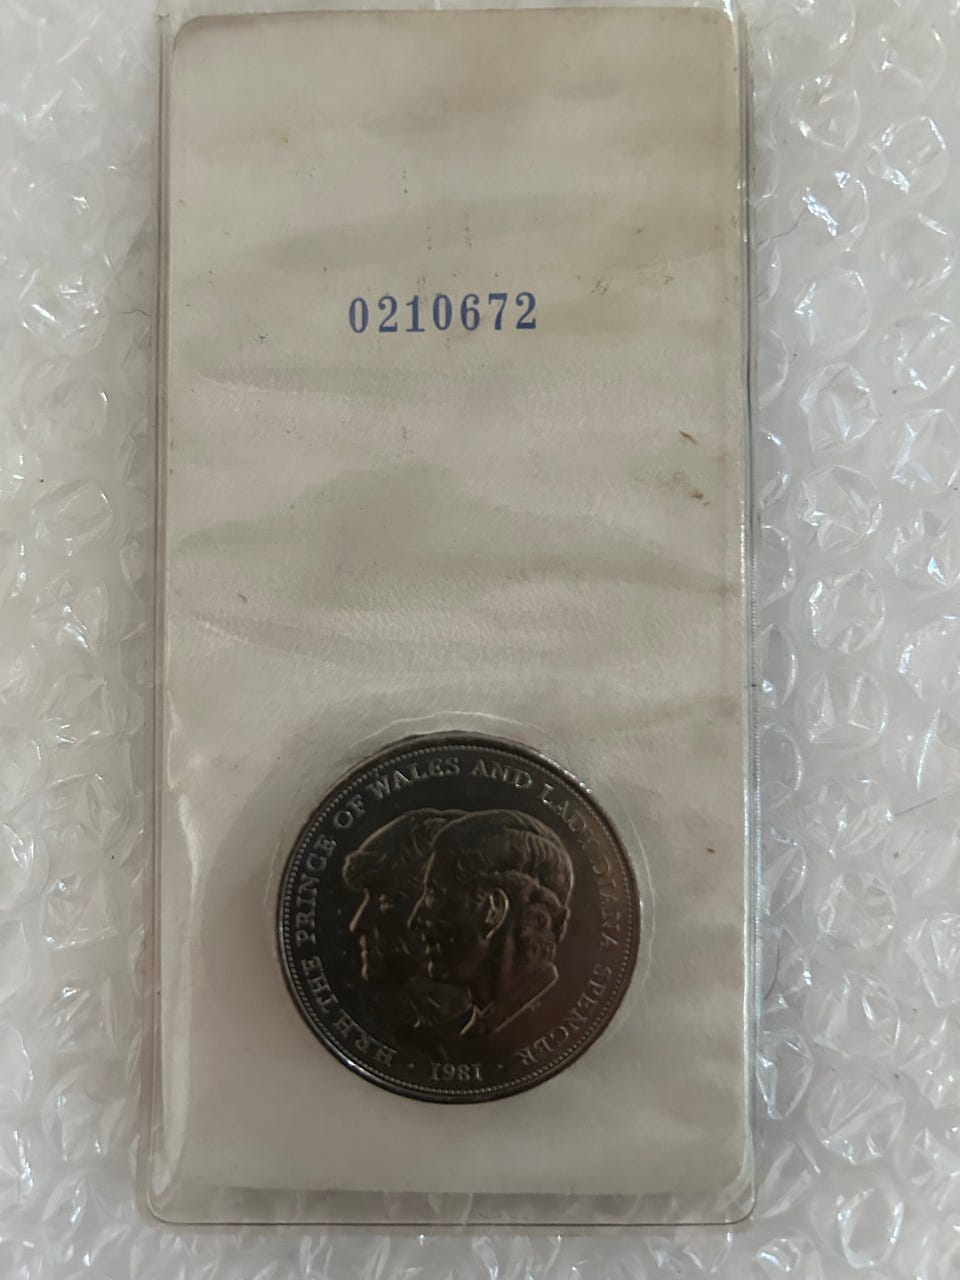 0210672
H.R.H. THE PRINCE OF WALES AND LADY DIANA SPENCER
· 1981 ·